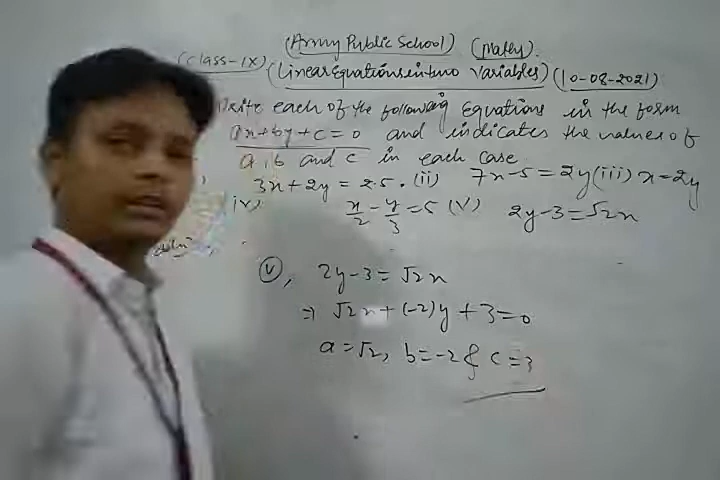 (Army Public School) (Maths).
(Class-IX) (Linear Equations in two Variables) (10-08-2021)
Write each of the following Equations in the form
ax+by+c=0 and indicates the values of
a, b and c in each case
3x+2y=2.5. (ii) 7x-5=2y (iii) x=2y
(iv) x/2 - y/3 = 5 (V) 2y-3=√2x
Soln:
(V), 2y-3=√2x
⇒ √2x+(-2)y+3=0
a=√2, b=-2 & c=3